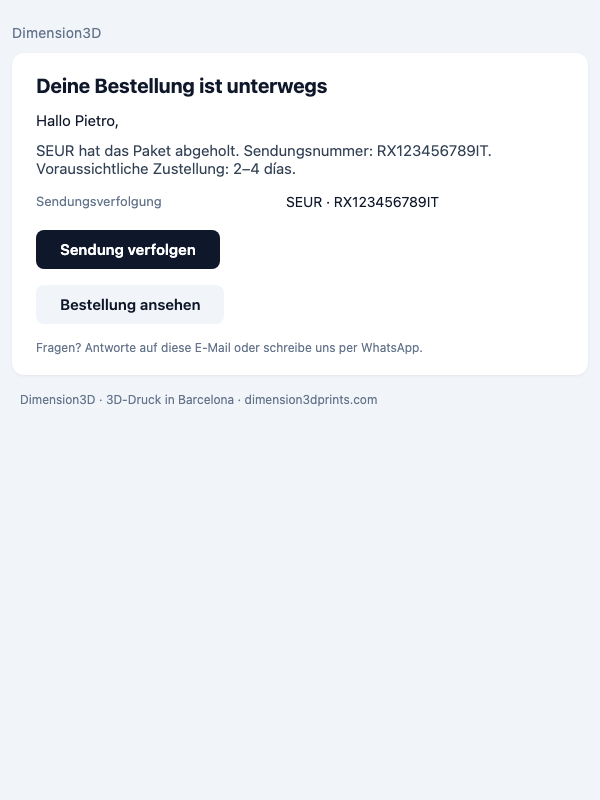 Dimension3D
Deine Bestellung ist unterwegs
Hallo Pietro,
SEUR hat das Paket abgeholt. Sendungsnummer: RX123456789IT.
Voraussichtliche Zustellung: 2–4 días.
Sendungsverfolgung SEUR · RX123456789IT
Sendung verfolgen
Bestellung ansehen
Fragen? Antworte auf diese E-Mail oder schreibe uns per WhatsApp.
Dimension3D · 3D-Druck in Barcelona · dimension3dprints.com